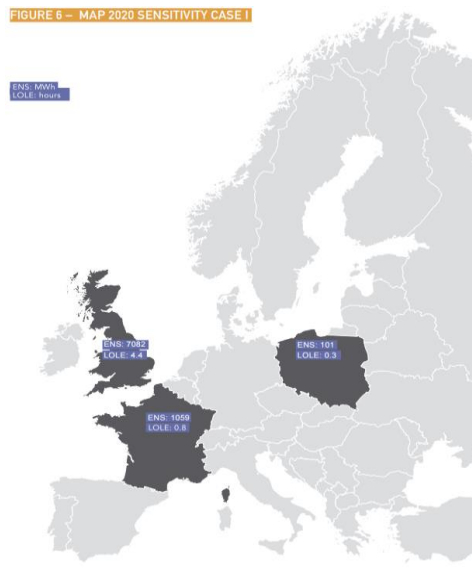 FIGURE 6 – MAP 2020 SENSITIVITY CASE I
ENS: MWh
LOLE: hours
ENS: 7082
LOLE: 4.4
ENS: 101
LOLE: 0.3
ENS: 1059
LOLE: 0.8